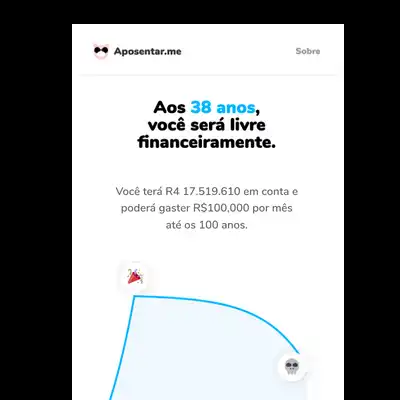 Aposentar.me
Sobre
Aos 38 anos,
você será livre
financeiramente.
Você terá R4 17.519.610 em conta e
poderá gaster R$100,000 por mês
até os 100 anos.